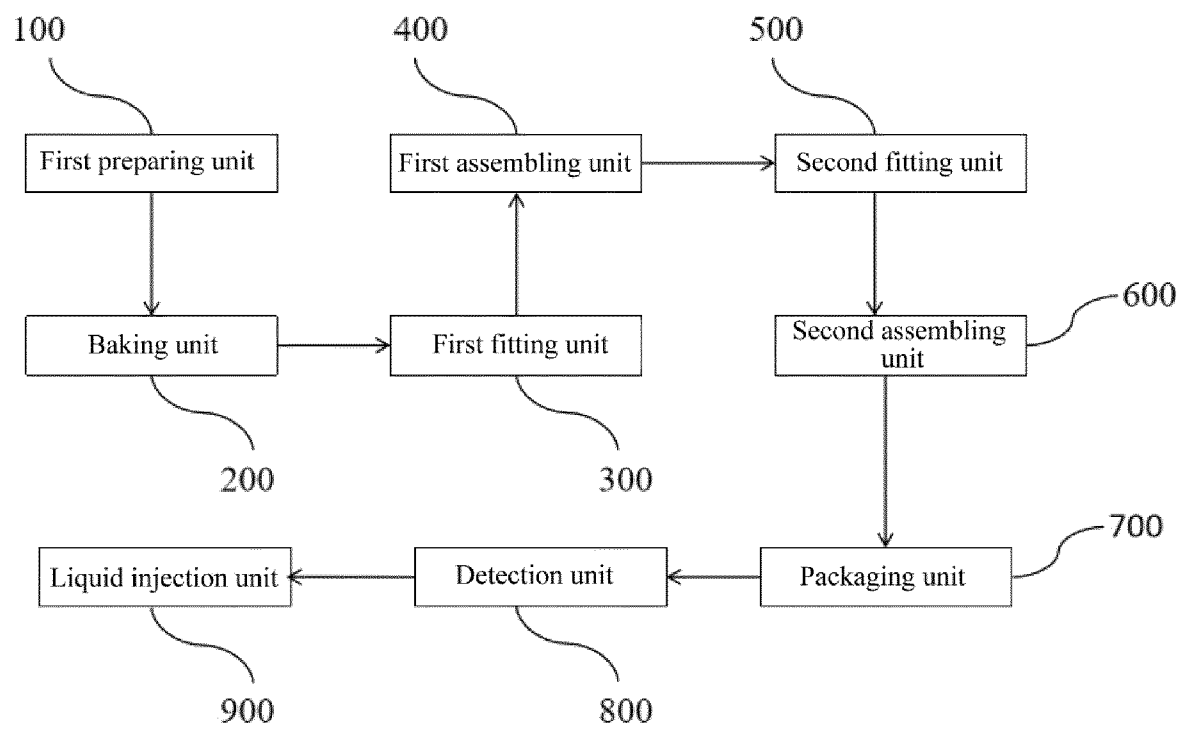 100
400
500
First preparing unit
First assembling unit
Second fitting unit
600
Baking unit
First fitting unit
Second assembling
unit
200
300
700
Liquid injection unit
Detection unit
Packaging unit
900
800